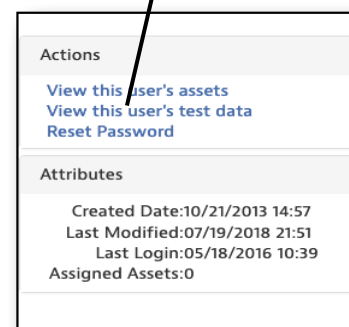 Actions
View this user's assets
View this user's test data
Reset Password
Attributes
Created Date:10/21/2013 14:57
Last Modified:07/19/2018 21:51
Last Login:05/18/2016 10:39
Assigned Assets:0